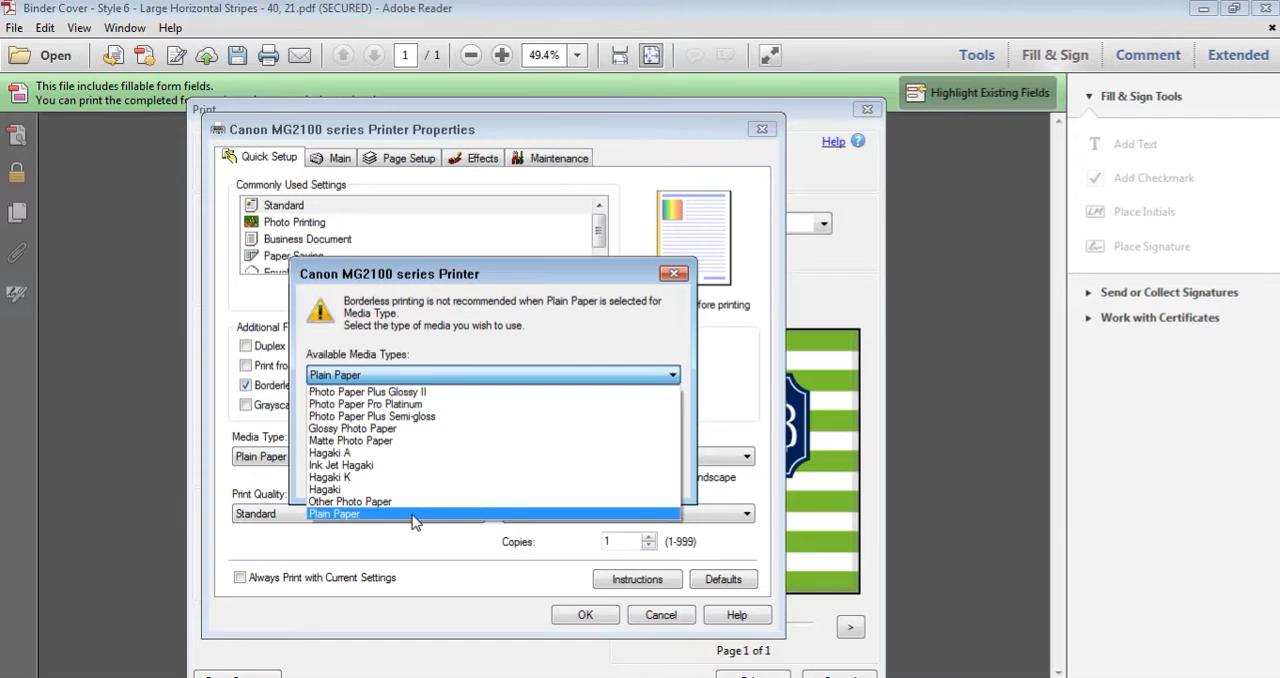 Binder Cover - Style 6 - Large Horizontal Stripes - 40, 21.pdf (SECURED) - Adobe Reader
File Edit View Window Help
Open 1 / 1 49.4% Tools Fill & Sign Comment Extended
This file includes fillable form fields.
You can print the completed
Highlight Existing Fields
Print
Canon MG2100 series Printer Properties
Help
Quick Setup Main Page Setup Effects Maintenance
Commonly Used Settings
Standard
Photo Printing
Business Document
Paper Saving
Canon MG2100 series Printer
Borderless printing is not recommended when Plain Paper is selected for
Media Type.
Select the type of media you wish to use.
before printing
Additional F
Duplex
Print from
Borderle
Grayscale
Available Media Types:
Plain Paper
Photo Paper Plus Glossy II
Photo Paper Pro Platinum
Photo Paper Plus Semi-gloss
Glossy Photo Paper
Matte Photo Paper
Hagaki A
Ink Jet Hagaki
Hagaki K
Hagaki
Other Photo Paper
Plain Paper
Media Type:
Plain Paper
ndscape
Print Quality:
Standard
Copies: 1 (1-999)
Always Print with Current Settings
Instructions Defaults
OK Cancel Help
B
>
Page 1 of 1
Fill & Sign Tools
Add Text
Add Checkmark
LM Place Initials
Place Signature
Send or Collect Signatures
Work with Certificates